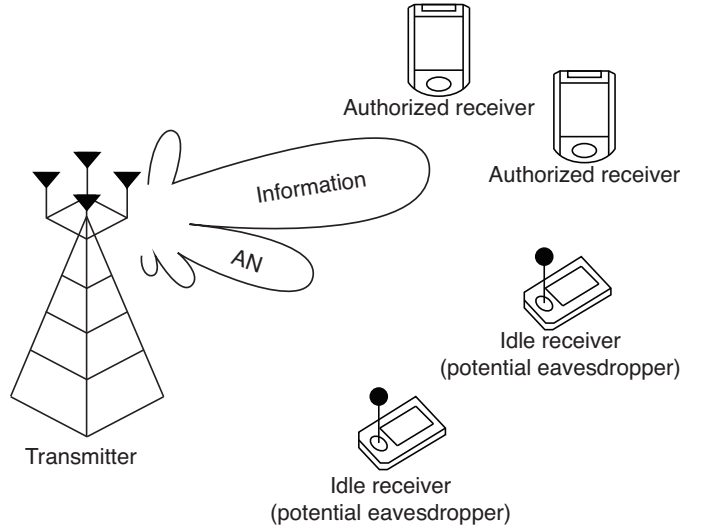 Authorized receiver
Authorized receiver
Information
AN
Idle receiver
(potential eavesdropper)
Transmitter
Idle receiver
(potential eavesdropper)